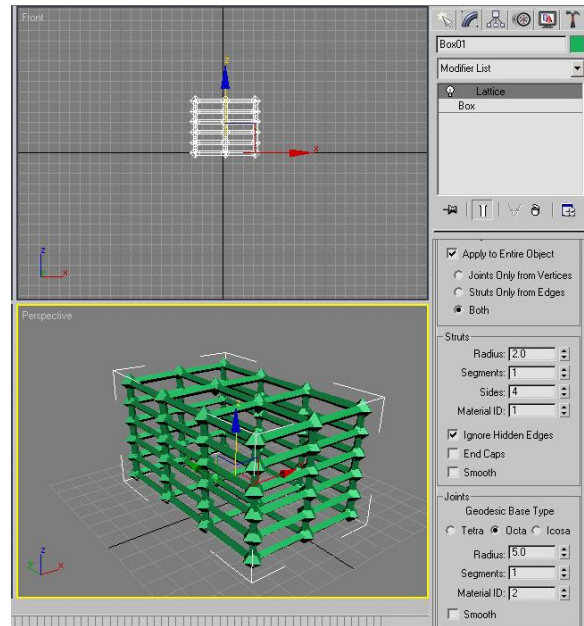 Front
z
x
z
x
Perspective
z
y
x
Box01
Modifier List
Lattice
Box
Apply to Entire Object
Joints Only from Vertices
Struts Only from Edges
Both
Struts
Radius: 2.0
Segments: 1
Sides: 4
Material ID: 1
Ignore Hidden Edges
End Caps
Smooth
Joints
Geodesic Base Type
Tetra Octa Icosa
Radius: 5.0
Segments: 1
Material ID: 2
Smooth